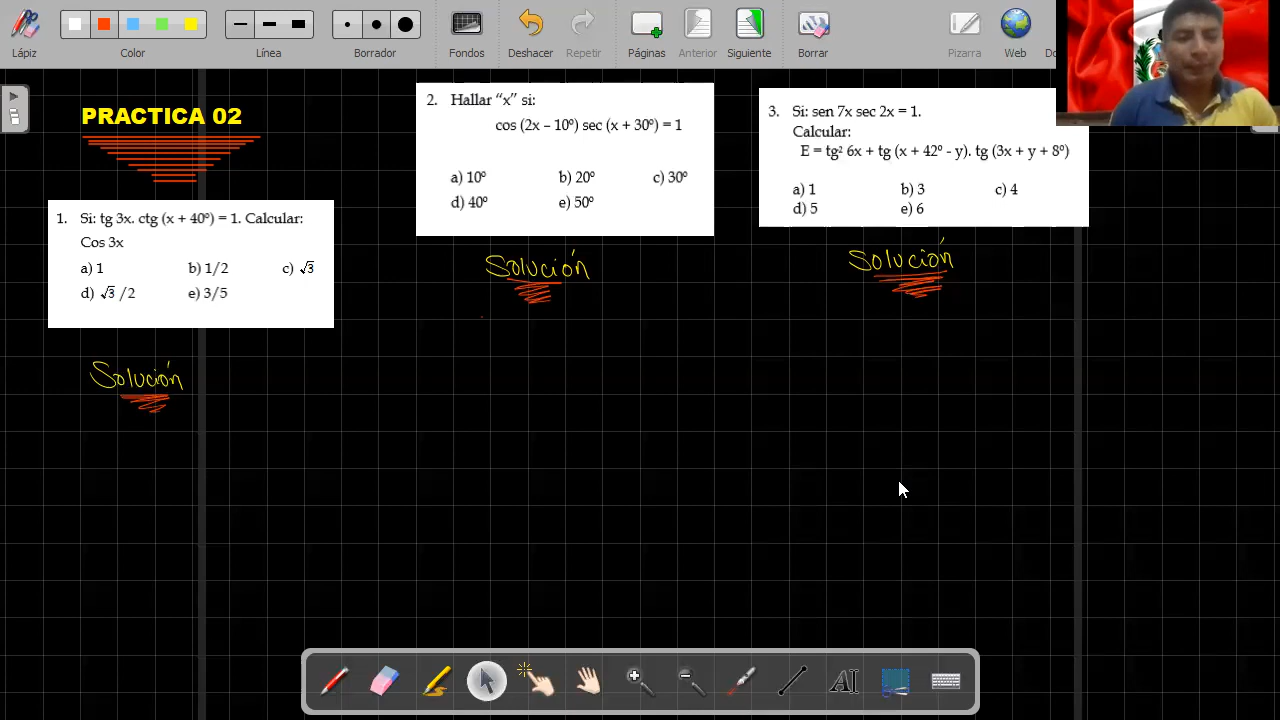 Lápiz
Color
Línea
Borrador
Fondos
Deshacer
Repetir
Páginas
Anterior
Siguiente
Borrar
Pizarra
Web
PRACTICA 02
1. Si: tg 3x. ctg (x + 40º) = 1. Calcular:
Cos 3x
a) 1 b) 1/2 c) √3
d) √3 /2 e) 3/5
Solución
2. Hallar “x” si:
cos (2x – 10º) sec (x + 30º) = 1
a) 10º b) 20º c) 30º
d) 40º e) 50º
Solución
3. Si: sen 7x sec 2x = 1.
Calcular:
E = tg² 6x + tg (x + 42º - y). tg (3x + y + 8º)
a) 1 b) 3 c) 4
d) 5 e) 6
Solución
AI